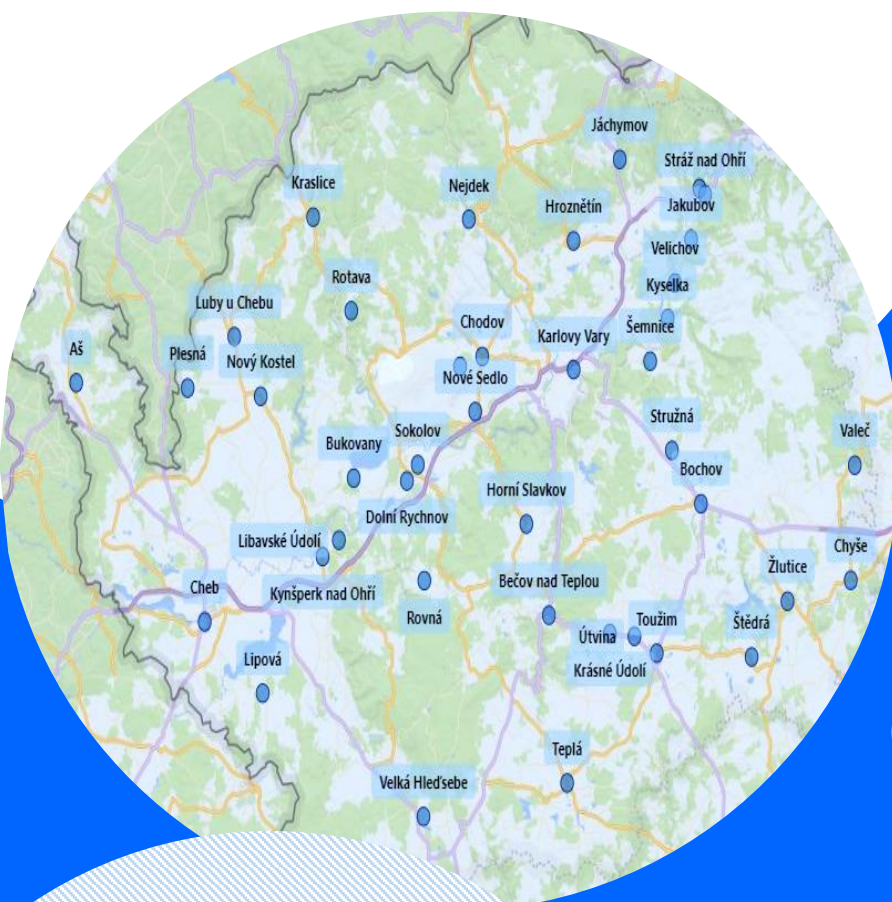 Jáchymov
Stráž nad Ohří
Kraslice
Nejdek
Hroznětín
Jakubov
Velichov
Rotava
Kyselka
Luby u Chebu
Chodov
Šemnice
Karlovy Vary
Aš
Plesná
Nový Kostel
Nové Sedlo
Stružná
Valeč
Sokolov
Bukovany
Bochov
Horní Slavkov
Dolní Rychnov
Libavské Údolí
Chyše
Žlutice
Bečov nad Teplou
Cheb
Kynšperk nad Ohří
Rovná
Toužim
Štědrá
Útvina
Lipová
Krásné Údolí
Teplá
Velká Hleďsebe